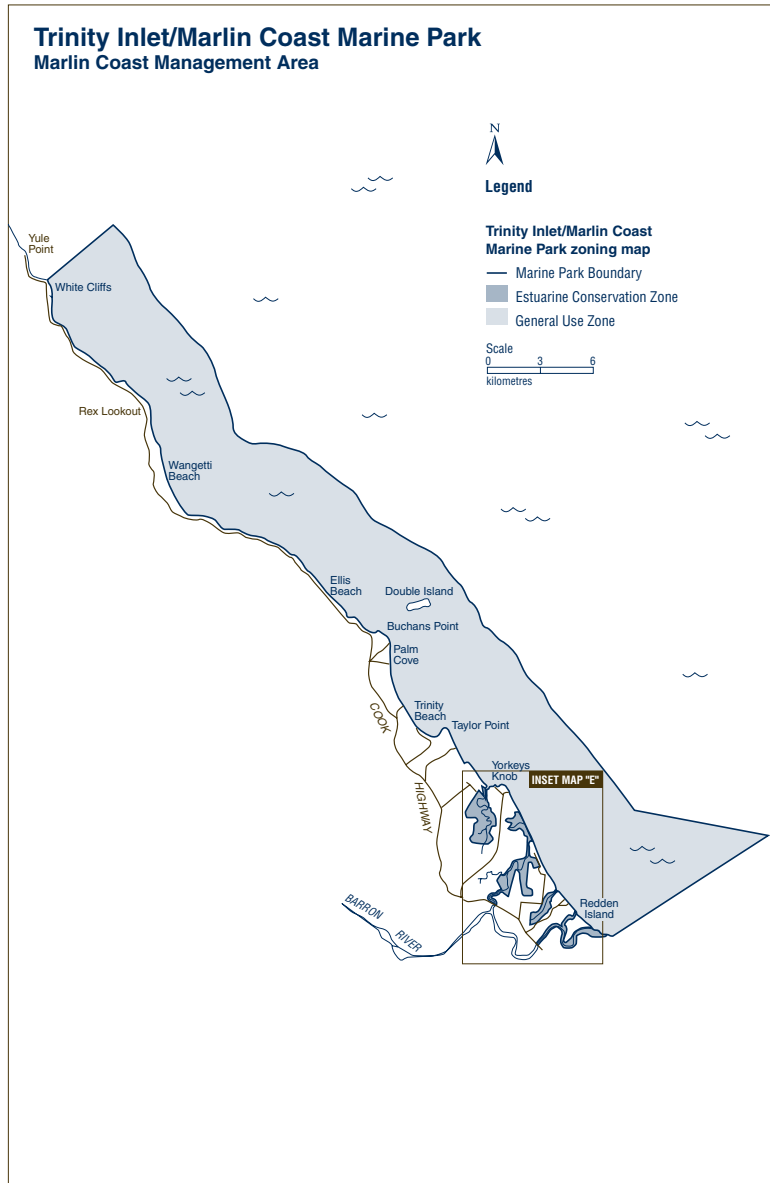 Trinity Inlet/Marlin Coast Marine Park
Marlin Coast Management Area
N
Legend
Trinity Inlet/Marlin Coast
Marine Park zoning map
Marine Park Boundary
Estuarine Conservation Zone
General Use Zone
Scale
0 3 6
kilometres
Yule
Point
White Cliffs
Rex Lookout
Wangetti
Beach
Ellis
Beach
Double Island
Buchans Point
Palm
Cove
Trinity
Beach
Taylor Point
COOK
HIGHWAY
Yorkeys
Knob
INSET MAP "E"
Redden
Island
BARRON
RIVER